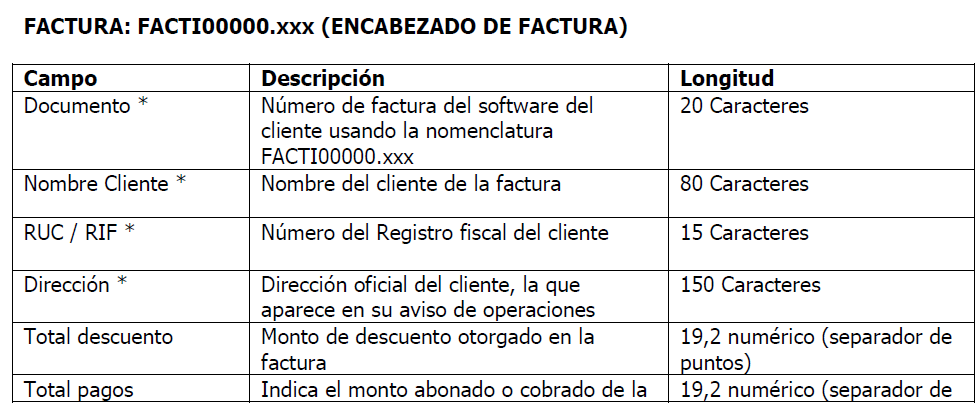 FACTURA: FACTI00000.xxx (ENCABEZADO DE FACTURA)
Campo Descripción Longitud
Documento * Número de factura del software del 20 Caracteres
cliente usando la nomenclatura
FACTI00000.xxx
Nombre Cliente * Nombre del cliente de la factura 80 Caracteres
RUC / RIF * Número del Registro fiscal del cliente 15 Caracteres
Dirección * Dirección oficial del cliente, la que 150 Caracteres
aparece en su aviso de operaciones
Total descuento Monto de descuento otorgado en la 19,2 numérico (separador de
factura puntos)
Total pagos Indica el monto abonado o cobrado de la 19,2 numérico (separador de